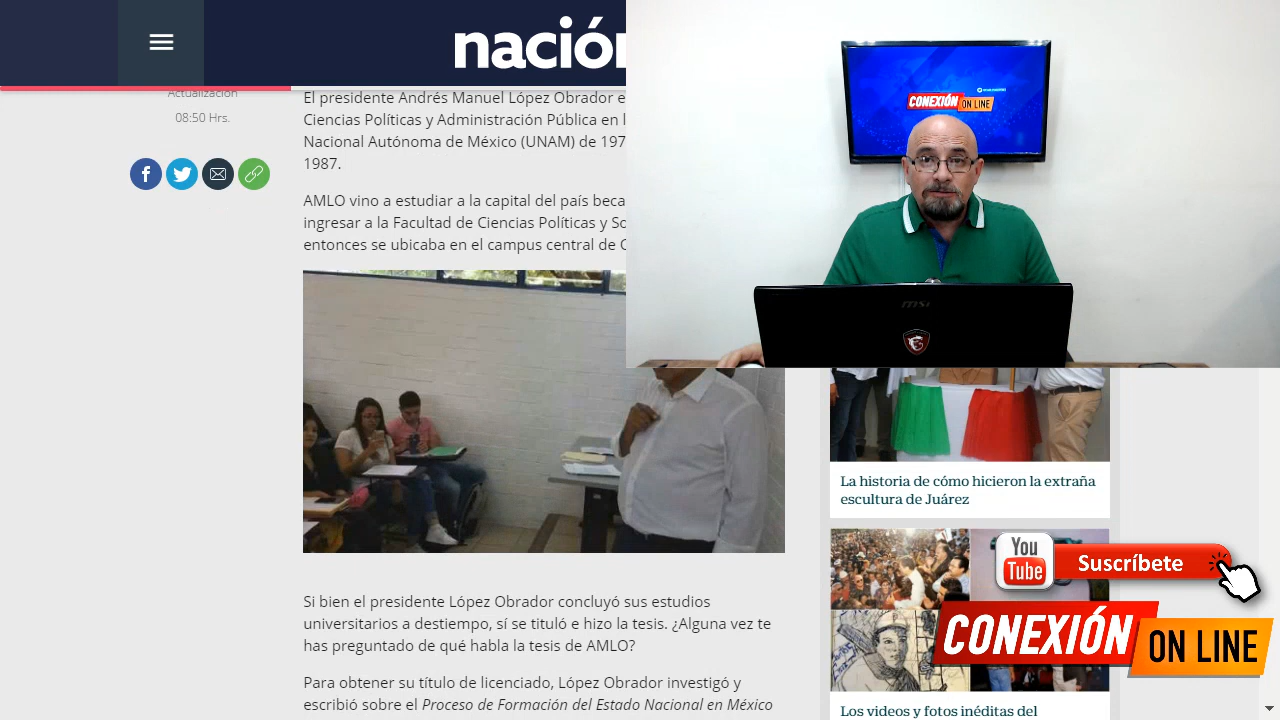 nación
Actualización
08:50 Hrs.
El presidente Andrés Manuel López Obrador e
Ciencias Políticas y Administración Pública en l
Nacional Autónoma de México (UNAM) de 197
1987.
AMLO vino a estudiar a la capital del país beca
ingresar a la Facultad de Ciencias Políticas y So
entonces se ubicaba en el campus central de C
CONEXIÓN ON LINE
msi
La historia de cómo hicieron la extraña
escultura de Juárez
You
Tube
Suscríbete
Si bien el presidente López Obrador concluyó sus estudios
universitarios a destiempo, sí se tituló e hizo la tesis. ¿Alguna vez te
has preguntado de qué habla la tesis de AMLO?
CONEXIÓN
ON LINE
Para obtener su título de licenciado, López Obrador investigó y
escribió sobre el Proceso de Formación del Estado Nacional en México
Los videos y fotos inéditas del